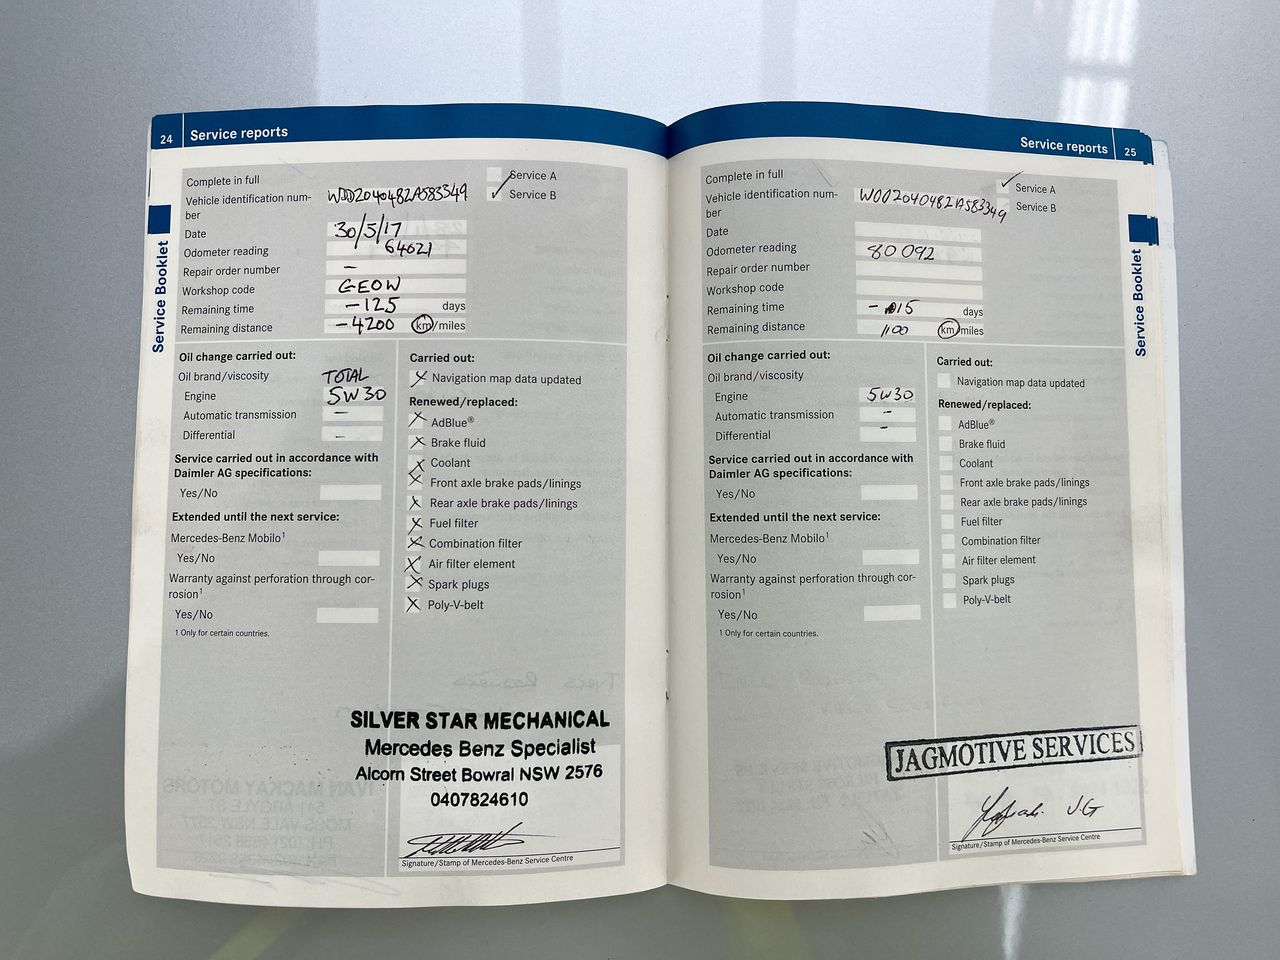 24 Service reports
Complete in full
Service A
Vehicle identification num-
ber
WDD2040482A583349
Service B
Date 30/5/17
Odometer reading 64021
Repair order number –
Workshop code GEOW
Remaining time –125 days
Remaining distance –4200 km/miles
Oil change carried out:
Oil brand/viscosity TOTAL
Engine 5W30
Automatic transmission –
Differential –
Service carried out in accordance with
Daimler AG specifications:
Yes/No
Extended until the next service:
Mercedes-Benz Mobilo¹
Yes/No
Warranty against perforation through cor-
rosion¹
Yes/No
1 Only for certain countries.
Carried out:
Navigation map data updated
Renewed/replaced:
AdBlue®
Brake fluid
Coolant
Front axle brake pads/linings
Rear axle brake pads/linings
Fuel filter
Combination filter
Air filter element
Spark plugs
Poly-V-belt
SILVER STAR MECHANICAL
Mercedes Benz Specialist
Alcorn Street Bowral NSW 2576
0407824610
Signature/Stamp of Mercedes-Benz Service Centre
Service Booklet
Service reports 25
Complete in full
Service A
Vehicle identification num-
ber
WDD2040482A583349
Service B
Date
Odometer reading 80092
Repair order number
Workshop code
Remaining time –015 days
Remaining distance 1100 km/miles
Oil change carried out:
Oil brand/viscosity
Engine 5W30
Automatic transmission –
Differential –
Service carried out in accordance with
Daimler AG specifications:
Yes/No
Extended until the next service:
Mercedes-Benz Mobilo¹
Yes/No
Warranty against perforation through cor-
rosion¹
Yes/No
1 Only for certain countries.
Carried out:
Navigation map data updated
Renewed/replaced:
AdBlue®
Brake fluid
Coolant
Front axle brake pads/linings
Rear axle brake pads/linings
Fuel filter
Combination filter
Air filter element
Spark plugs
Poly-V-belt
JAGMOTIVE SERVICES
J.G
Signature/Stamp of Mercedes-Benz Service Centre
Service Booklet